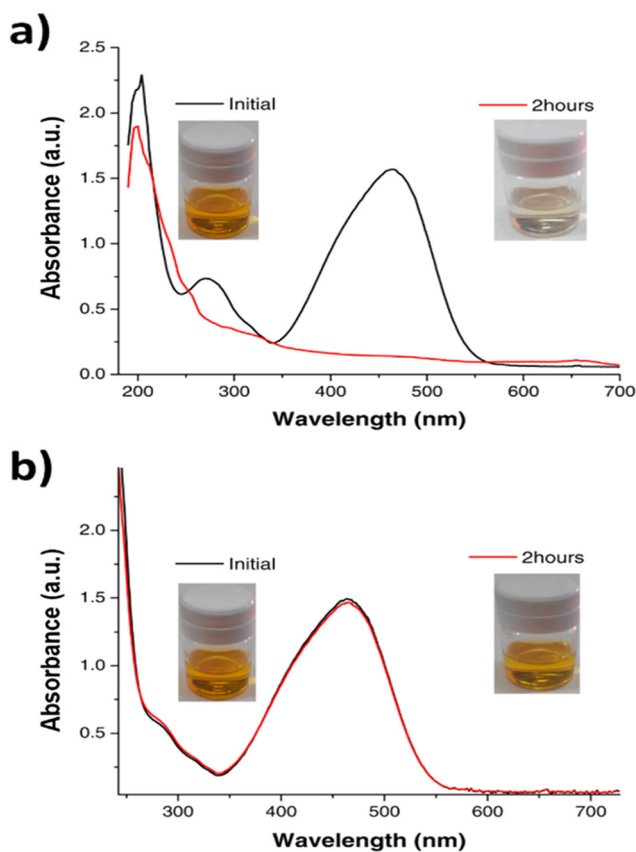 a)
2.5
2.0
1.5
1.0
0.5
0.0
Absorbance (a.u.)
Initial
2hours
200 300 400 500 600 700
Wavelength (nm)
b)
2.0
1.5
1.0
0.5
Absorbance (a.u.)
Initial
2hours
300 400 500 600 700
Wavelength (nm)